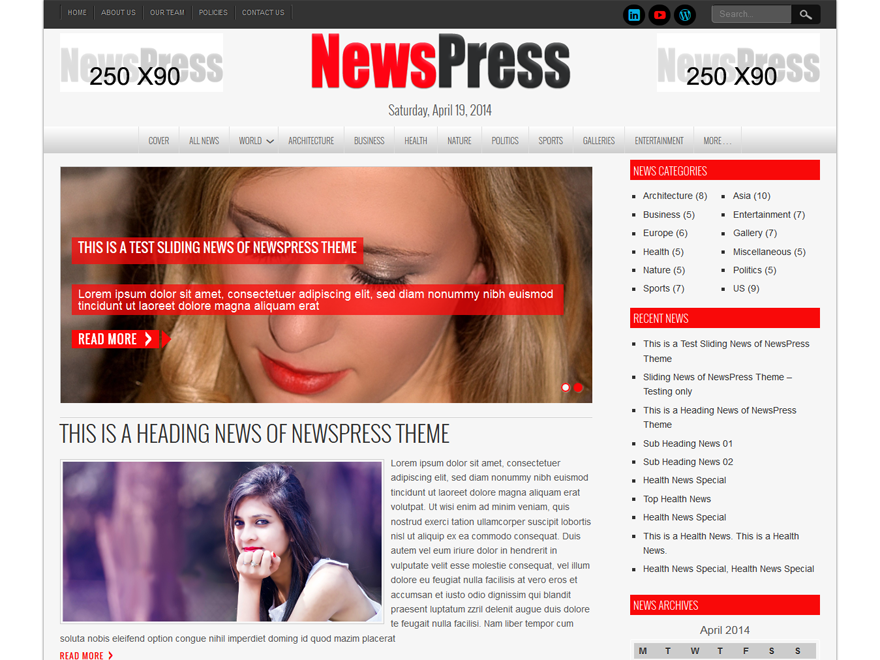 HOME ABOUT US OUR TEAM POLICIES CONTACT US
in
Search...
NewsPress
250 X90
NewsPress
NewsPress
250 X90
Saturday, April 19, 2014
COVER ALL NEWS WORLD ARCHITECTURE BUSINESS HEALTH NATURE POLITICS SPORTS GALLERIES ENTERTAINMENT MORE . . .
THIS IS A TEST SLIDING NEWS OF NEWSPRESS THEME
Lorem ipsum dolor sit amet, consectetuer adipiscing elit, sed diam nonummy nibh euismod
tincidunt ut laoreet dolore magna aliquam erat
READ MORE
THIS IS A HEADING NEWS OF NEWSPRESS THEME
Lorem ipsum dolor sit amet, consectetuer
adipiscing elit, sed diam nonummy nibh euismod
tincidunt ut laoreet dolore magna aliquam erat
volutpat. Ut wisi enim ad minim veniam, quis
nostrud exerci tation ullamcorper suscipit lobortis
nisl ut aliquip ex ea commodo consequat. Duis
autem vel eum iriure dolor in hendrerit in
vulputate velit esse molestie consequat, vel illum
dolore eu feugiat nulla facilisis at vero eros et
accumsan et iusto odio dignissim qui blandit
praesent luptatum zzril delenit augue duis dolore
te feugait nulla facilisi. Nam liber tempor cum
soluta nobis eleifend option congue nihil imperdiet doming id quod mazim placerat
READ MORE
NEWS CATEGORIES
Architecture (8) Asia (10)
Business (5) Entertainment (7)
Europe (6) Gallery (7)
Health (5) Miscellaneous (5)
Nature (5) Politics (5)
Sports (7) US (9)
RECENT NEWS
This is a Test Sliding News of NewsPress
Theme
Sliding News of NewsPress Theme –
Testing only
This is a Heading News of NewsPress
Theme
Sub Heading News 01
Sub Heading News 02
Health News Special
Top Health News
Health News Special
This is a Health News. This is a Health
News.
Health News Special, Health News Special
NEWS ARCHIVES
April 2014
M T W T F S S